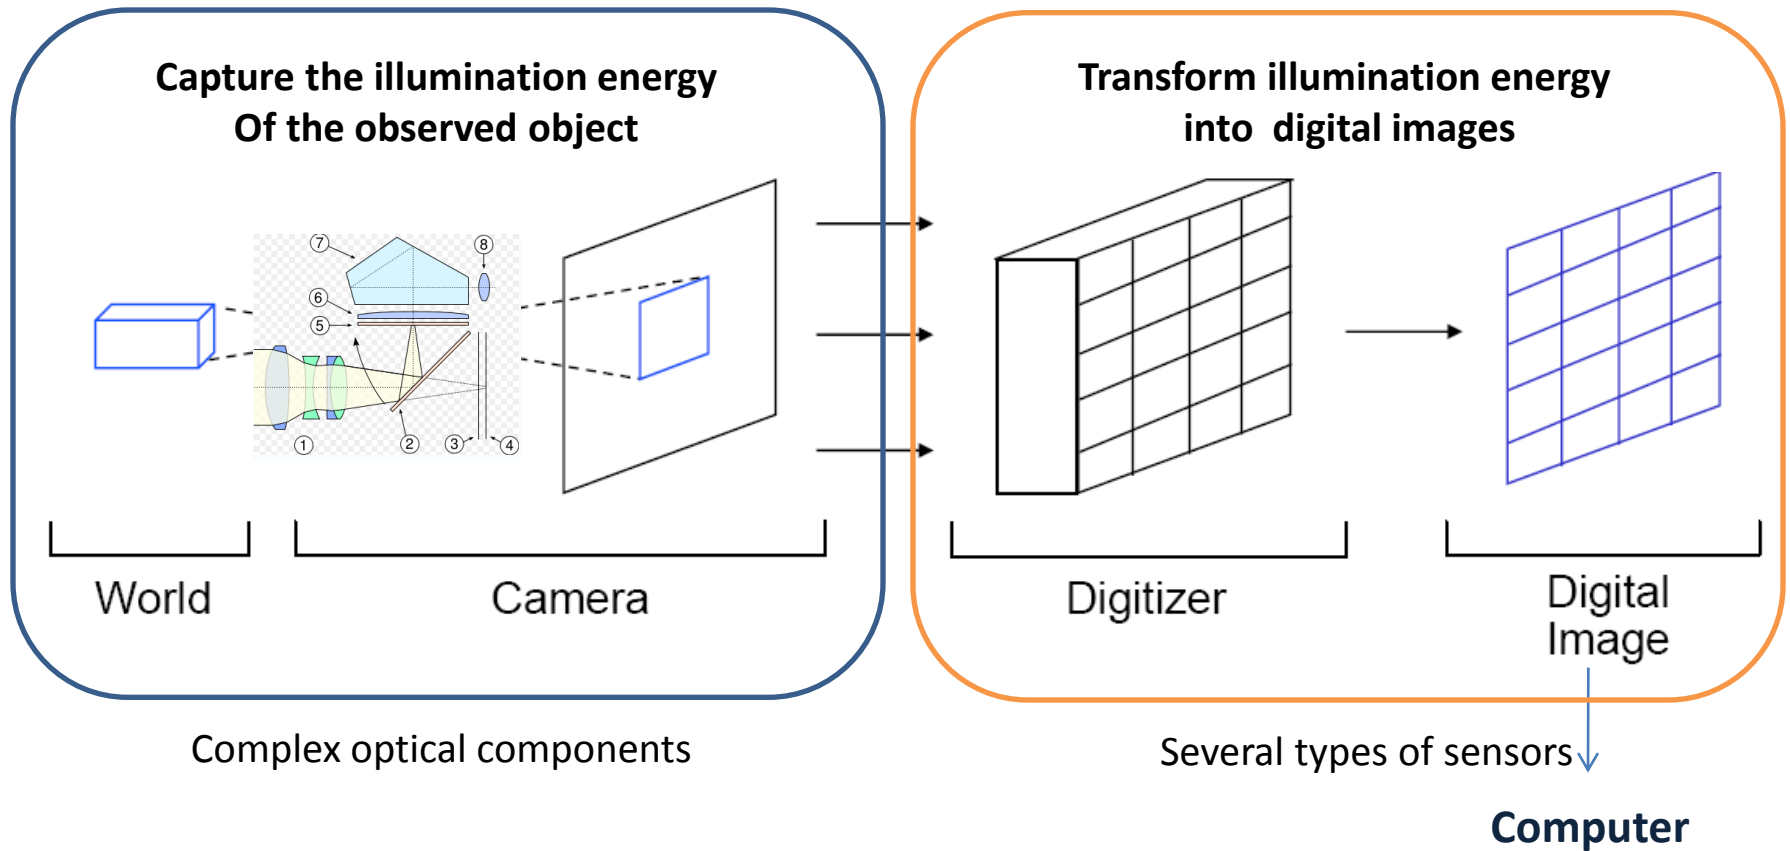 Capture the illumination energy
Of the observed object
Transform illumination energy
into digital images
7
8
6
5
1
2
3
4
World
Camera
Digitizer
Digital
Image
Complex optical components
Several types of sensors
Computer